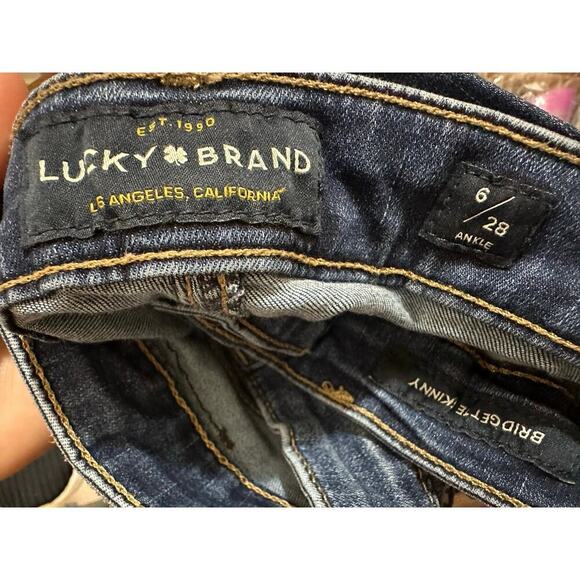 EST. 1990
LUCKY BRAND
LOS ANGELES, CALIFORNIA
6/28
ANKLE
BRIDGETTE SKINNY